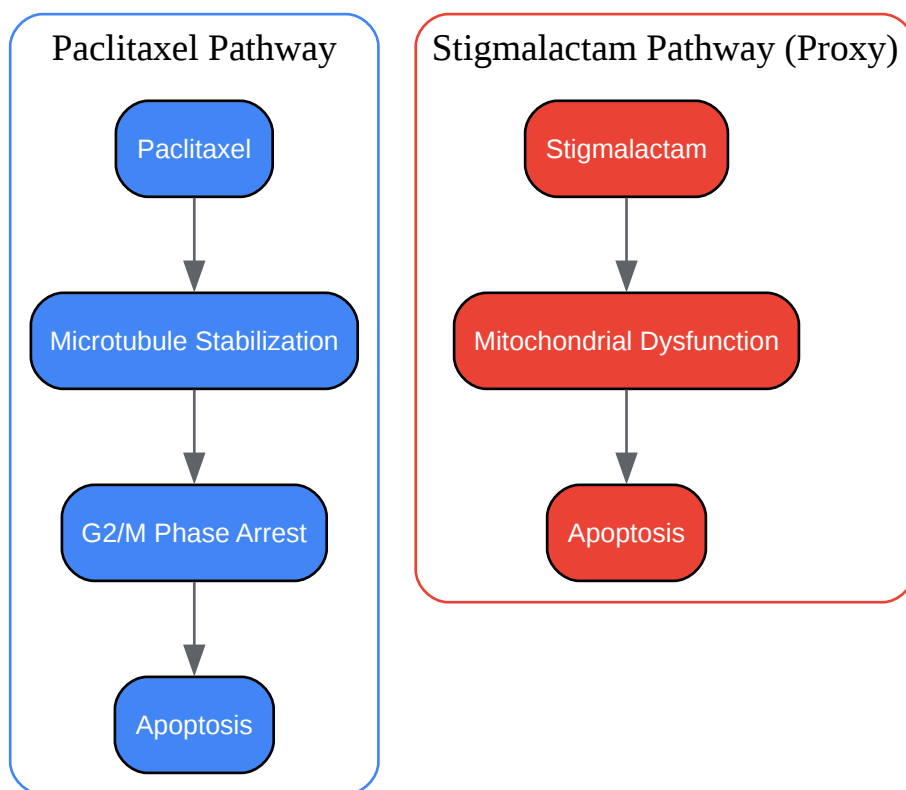 Paclitaxel Pathway
Paclitaxel
Microtubule Stabilization
G2/M Phase Arrest
Apoptosis
Stigmalactam Pathway (Proxy)
Stigmalactam
Mitochondrial Dysfunction
Apoptosis